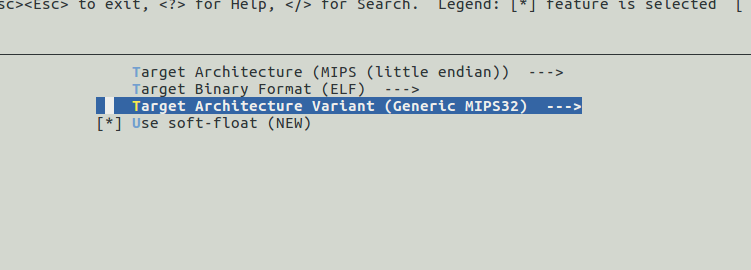 sc><Esc> to exit, <?> for Help, </> for Search.  Legend: [*] feature is selected  [
Target Architecture (MIPS (little endian))  --->
Target Binary Format (ELF)  --->
Target Architecture Variant (Generic MIPS32)  --->
[*] Use soft-float (NEW)